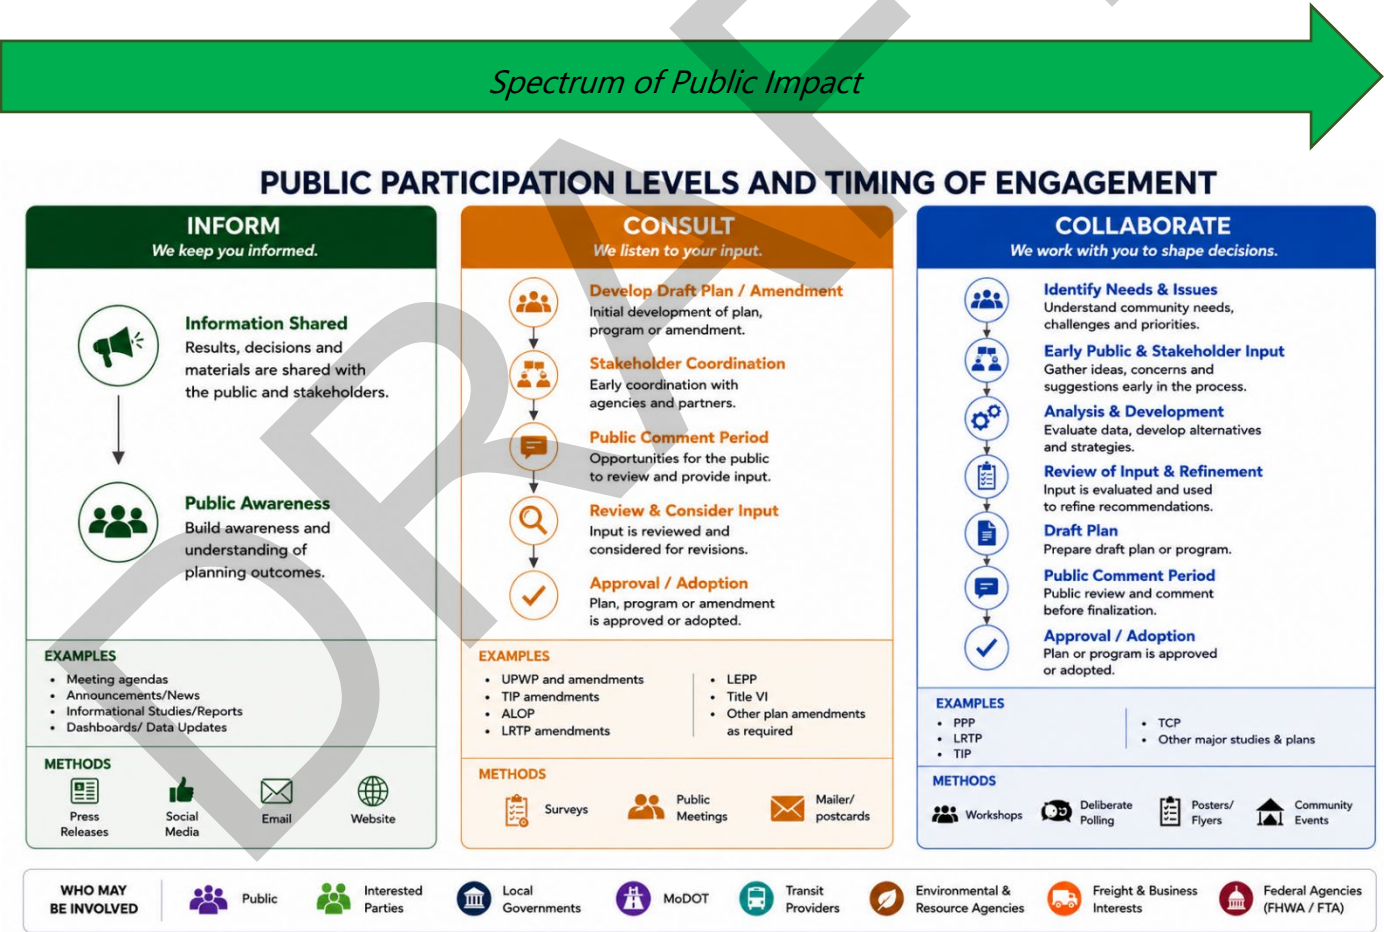 Spectrum of Public Impact
PUBLIC PARTICIPATION LEVELS AND TIMING OF ENGAGEMENT
INFORM
We keep you informed.
Information Shared
Results, decisions and
materials are shared with
the public and stakeholders.
Public Awareness
Build awareness and
understanding of
planning outcomes.
EXAMPLES
• Meeting agendas
• Announcements/News
• Informational Studies/Reports
• Dashboards/ Data Updates
METHODS
Press
Releases
Social
Media
Email
Website
CONSULT
We listen to your input.
Develop Draft Plan / Amendment
Initial development of plan,
program or amendment.
Stakeholder Coordination
Early coordination with
agencies and partners.
Public Comment Period
Opportunities for the public
to review and provide input.
Review & Consider Input
Input is reviewed and
considered for revisions.
Approval / Adoption
Plan, program or amendment
is approved or adopted.
EXAMPLES
• UPWP and amendments
• TIP amendments
• ALOP
• LRTP amendments
• LEPP
• Title VI
• Other plan amendments
as required
METHODS
Surveys
Public
Meetings
Mailer/
postcards
COLLABORATE
We work with you to shape decisions.
Identify Needs & Issues
Understand community needs,
challenges and priorities.
Early Public & Stakeholder Input
Gather ideas, concerns and
suggestions early in the process.
Analysis & Development
Evaluate data, develop alternatives
and strategies.
Review of Input & Refinement
Input is evaluated and used
to refine recommendations.
Draft Plan
Prepare draft plan or program.
Public Comment Period
Public review and comment
before finalization.
Approval / Adoption
Plan or program is approved
or adopted.
EXAMPLES
• PPP
• LRTP
• TIP
• TCP
• Other major studies & plans
METHODS
Workshops
Deliberate
Polling
Posters/
Flyers
Community
Events
WHO MAY
BE INVOLVED
Public
Interested
Parties
Local
Governments
MoDOT
Transit
Providers
Environmental &
Resource Agencies
Freight & Business
Interests
Federal Agencies
(FHWA / FTA)
DRAFT